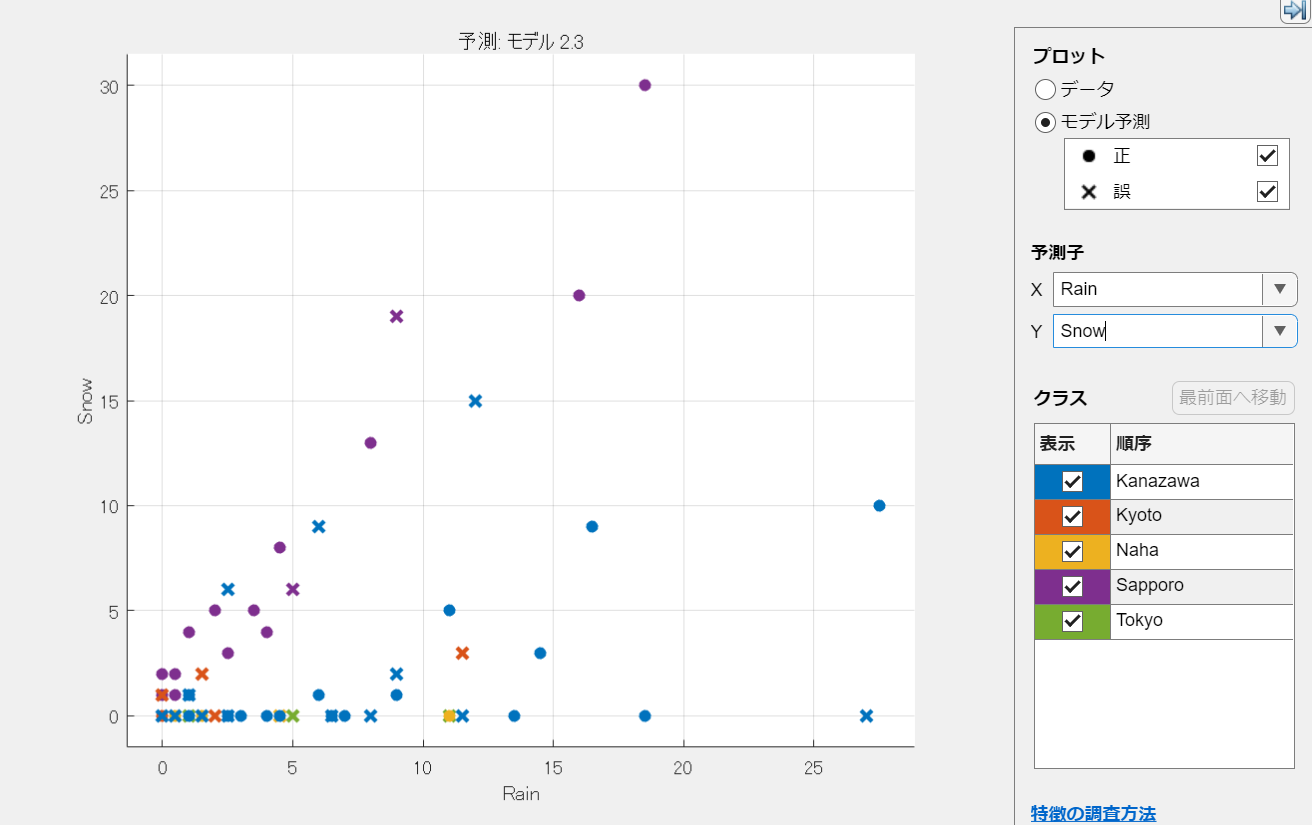 予測: モデル 2.3
30
25
20
15
10
5
0
Snow
0
5
10
15
20
25
Rain
プロット
データ
モデル予測
正
誤
予測子
X Rain
Y Snow
クラス 最前面へ移動
表示 順序
Kanazawa
Kyoto
Naha
Sapporo
Tokyo
特徴の調査方法